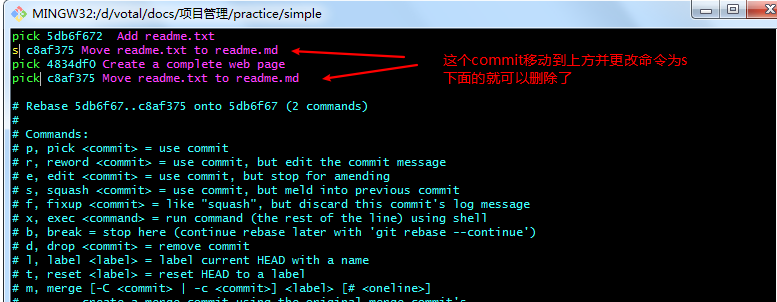 MINGW32:/d/votal/docs/项目管理/practice/simple
pick 5db6f672  Add readme.txt
s c8af375 Move readme.txt to readme.md
pick 4834df0 Create a complete web page
pick c8af375 Move readme.txt to readme.md
这个commit移动到上方并更改命令为s
下面的就可以删除了
# Rebase 5db6f67..c8af375 onto 5db6f67 (2 commands)
#
# Commands:
# p, pick <commit> = use commit
# r, reword <commit> = use commit, but edit the commit message
# e, edit <commit> = use commit, but stop for amending
# s, squash <commit> = use commit, but meld into previous commit
# f, fixup <commit> = like "squash", but discard this commit's log message
# x, exec <command> = run command (the rest of the line) using shell
# b, break = stop here (continue rebase later with 'git rebase --continue')
# d, drop <commit> = remove commit
# l, label <label> = label current HEAD with a name
# t, reset <label> = reset HEAD to a label
# m, merge [-C <commit> | -c <commit>] <label> [# <oneline>]
# create a merge commit using the original merge commit's